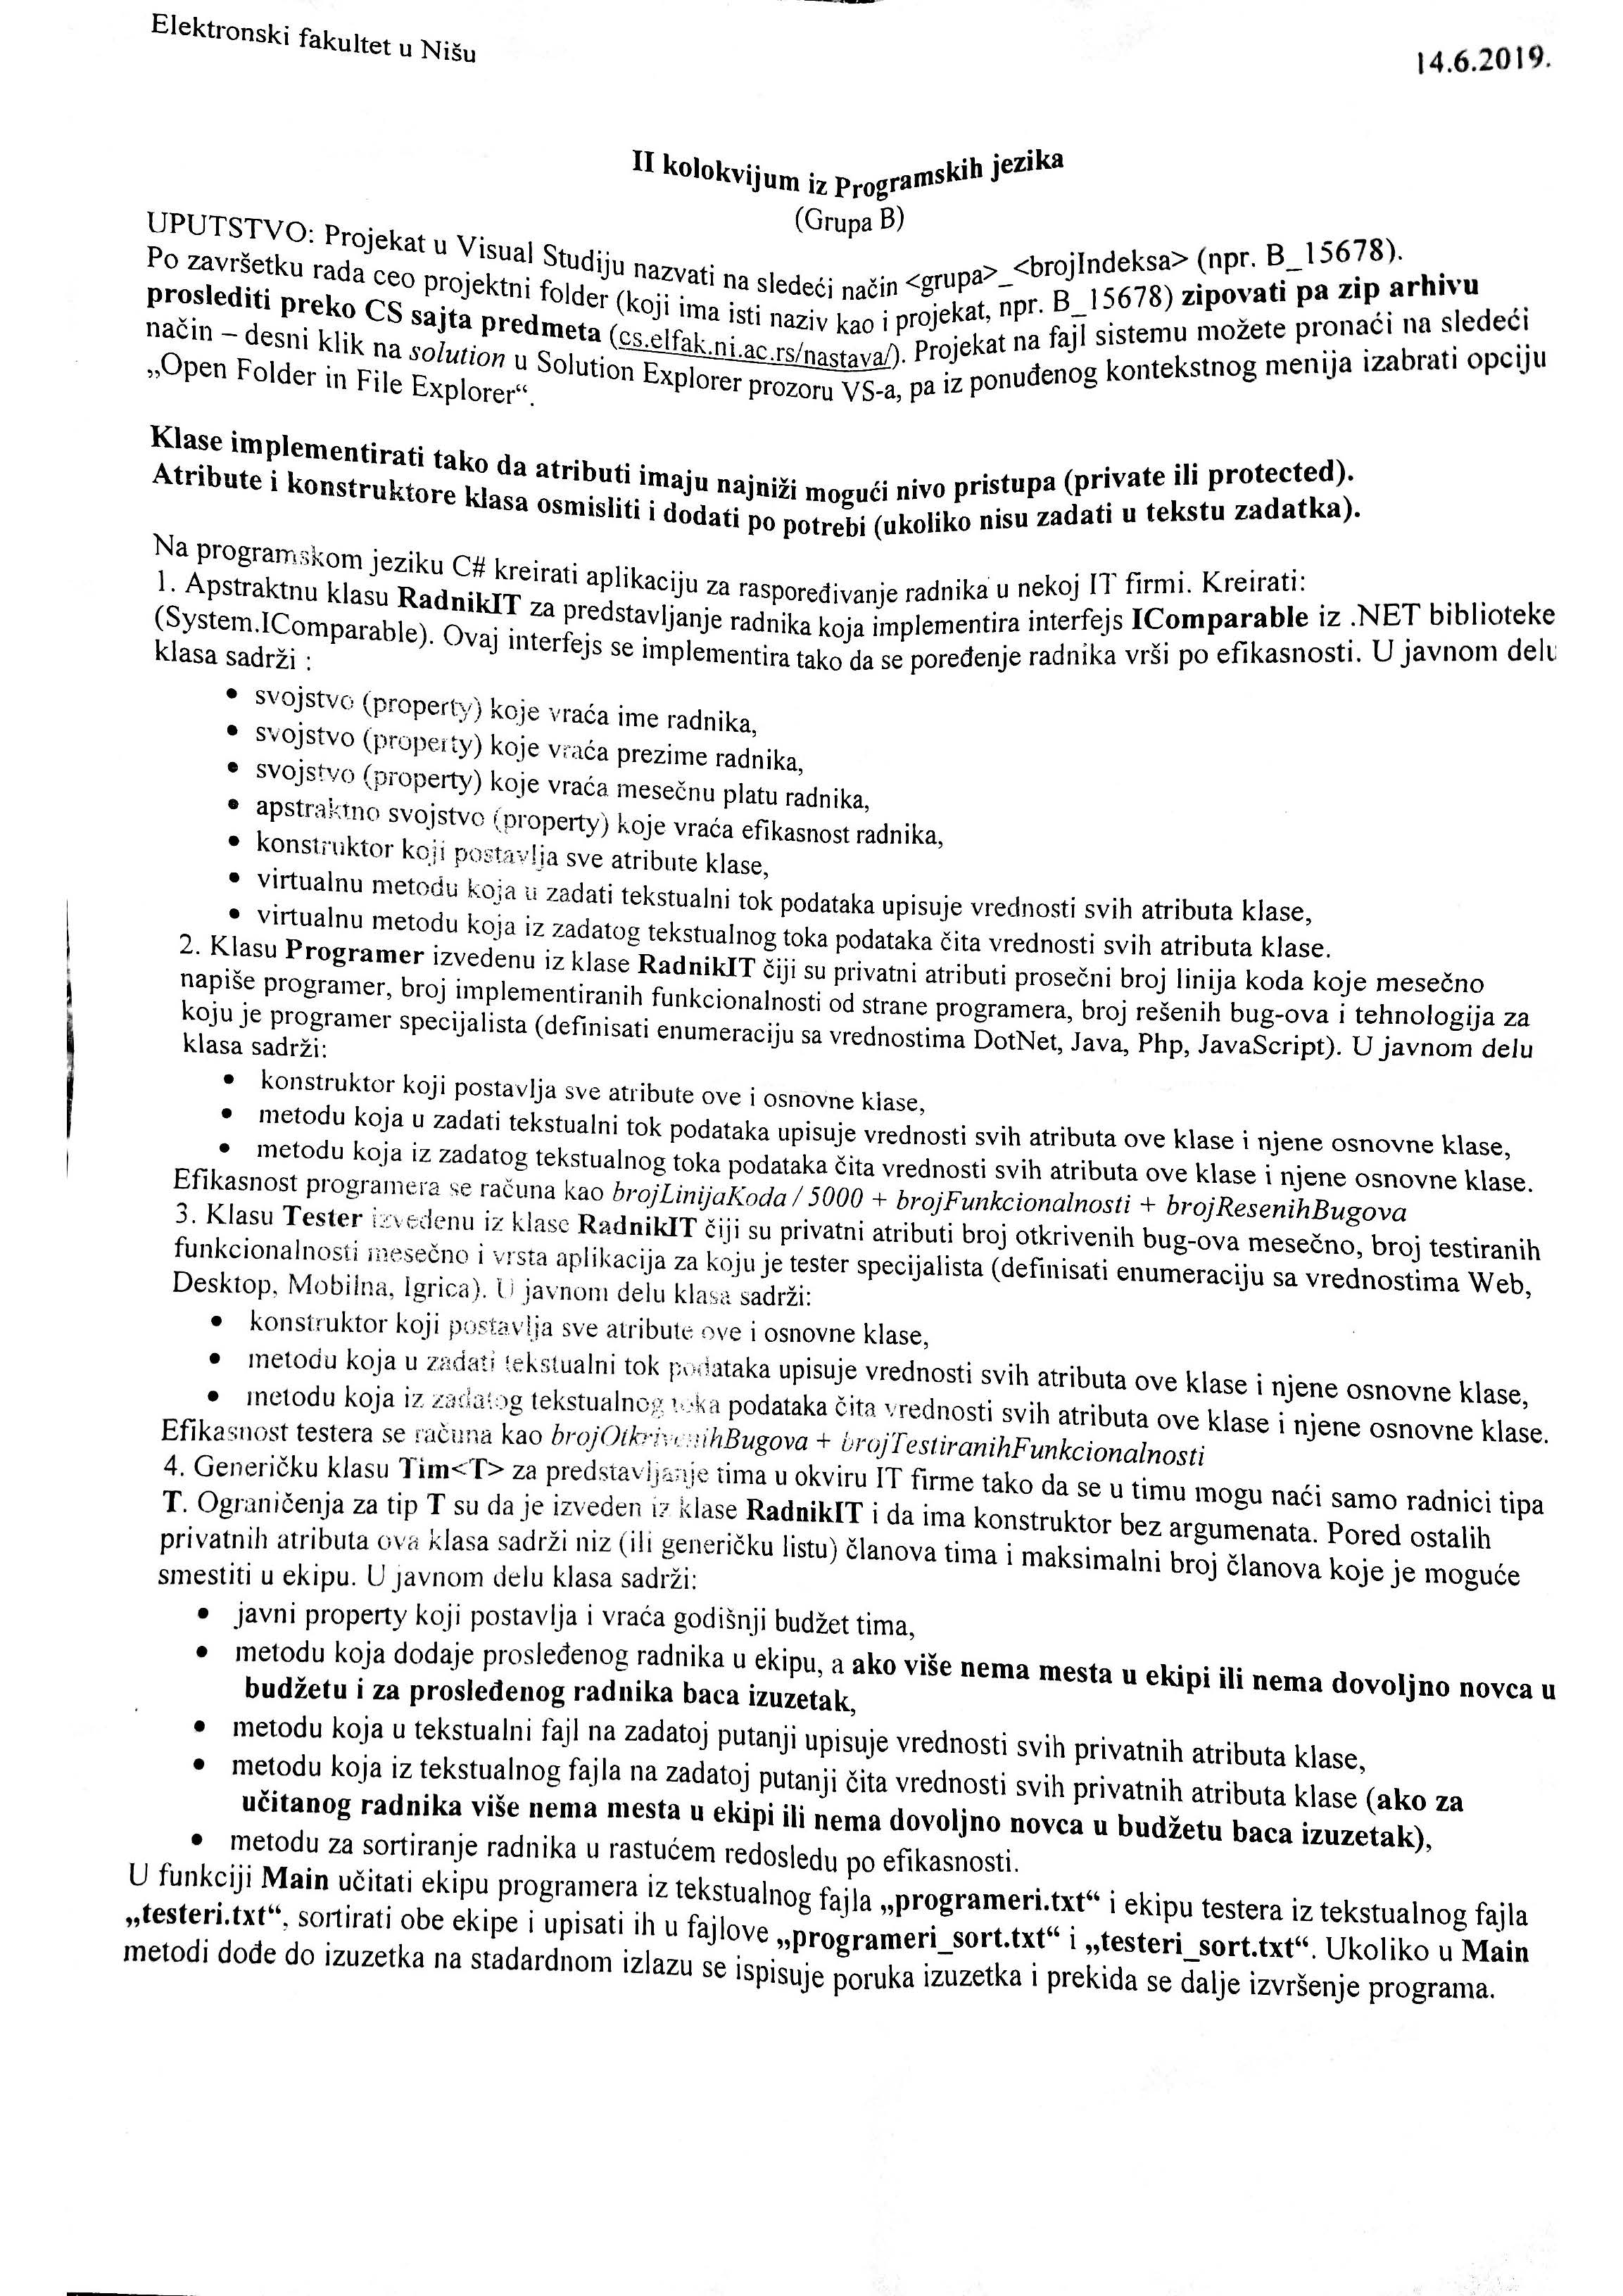 Elektronski fakultet u Nišu
14.6.2019.
II kolokvijum iz Programskih jezika
(Grupa B)
UPUTSTVO: Projekat u Visual Studiju nazvati na sledeći način <grupa>_<brojIndeksa> (npr. B_15678).
Po završetku rada ceo projektni folder (koji ima isti naziv kao i projekat, npr. B_15678) zipovati pa zip arhivu
proslediti preko CS sajta predmeta (cs.elfak.ni.ac.rs/nastava/). Projekat na fajl sistemu možete pronaći na sledeći
način – desni klik na solution u Solution Explorer prozoru VS-a, pa iz ponuđenog kontekstnog menija izabrati opciju
„Open Folder in File Explorer“.
Klase implementirati tako da atributi imaju najniži mogući nivo pristupa (private ili protected).
Atribute i konstruktore klasa osmisliti i dodati po potrebi (ukoliko nisu zadati u tekstu zadatka).
Na programskom jeziku C# kreirati aplikaciju za raspoređivanje radnika u nekoj IT firmi. Kreirati:
1. Apstraktnu klasu RadnikIT za predstavljanje radnika koja implementira interfejs IComparable iz .NET biblioteke
(System.IComparable). Ovaj interfejs se implementira tako da se poređenje radnika vrši po efikasnosti. U javnom delu
klasa sadrži :
• svojstvo (property) koje vraća ime radnika,
• svojstvo (property) koje vraća prezime radnika,
• svojstvo (property) koje vraća mesečnu platu radnika,
• apstraktno svojstvo (property) koje vraća efikasnost radnika,
• konstruktor koji postavlja sve atribute klase,
• virtualnu metodu koja u zadati tekstualni tok podataka upisuje vrednosti svih atributa klase,
• virtualnu metodu koja iz zadatog tekstualnog toka podataka čita vrednosti svih atributa klase.
2. Klasu Programer izvedenu iz klase RadnikIT čiji su privatni atributi prosečni broj linija koda koje mesečno
napiše programer, broj implementiranih funkcionalnosti od strane programera, broj rešenih bug-ova i tehnologija za
koju je programer specijalista (definisati enumeraciju sa vrednostima DotNet, Java, Php, JavaScript). U javnom delu
klasa sadrži:
• konstruktor koji postavlja sve atribute ove i osnovne klase,
• metodu koja u zadati tekstualni tok podataka upisuje vrednosti svih atributa ove klase i njene osnovne klase,
• metodu koja iz zadatog tekstualnog toka podataka čita vrednosti svih atributa ove klase i njene osnovne klase.
Efikasnost programera se računa kao brojLinijaKoda / 5000 + brojFunkcionalnosti + brojResenihBugova
3. Klasu Tester izvedenu iz klase RadnikIT čiji su privatni atributi broj otkrivenih bug-ova mesečno, broj testiranih
funkcionalnosti mesečno i vrsta aplikacija za koju je tester specijalista (definisati enumeraciju sa vrednostima Web,
Desktop, Mobilna, Igrica). U javnom delu klasa sadrži:
• konstruktor koji postavlja sve atribute ove i osnovne klase,
• metodu koja u zadati tekstualni tok podataka upisuje vrednosti svih atributa ove klase i njene osnovne klase,
• metodu koja iz zadatog tekstualnog toka podataka čita vrednosti svih atributa ove klase i njene osnovne klase.
Efikasnost testera se računa kao brojOtkrivenihBugova + brojTestiranihFunkcionalnosti
4. Generičku klasu Tim<T> za predstavljanje tima u okviru IT firme tako da se u timu mogu naći samo radnici tipa
T. Ograničenja za tip T su da je izveden iz klase RadnikIT i da ima konstruktor bez argumenata. Pored ostalih
privatnih atributa ova klasa sadrži niz (ili generičku listu) članova tima i maksimalni broj članova koje je moguće
smestiti u ekipu. U javnom delu klasa sadrži:
• javni property koji postavlja i vraća godišnji budžet tima,
• metodu koja dodaje prosleđenog radnika u ekipu, a ako više nema mesta u ekipi ili nema dovoljno novca u
budžetu i za prosleđenog radnika baca izuzetak,
• metodu koja u tekstualni fajl na zadatoj putanji upisuje vrednosti svih privatnih atributa klase,
• metodu koja iz tekstualnog fajla na zadatoj putanji čita vrednosti svih privatnih atributa klase (ako za
učitanog radnika više nema mesta u ekipi ili nema dovoljno novca u budžetu baca izuzetak),
• metodu za sortiranje radnika u rastućem redosledu po efikasnosti.
U funkciji Main učitati ekipu programera iz tekstualnog fajla „programeri.txt“ i ekipu testera iz tekstualnog fajla
„testeri.txt“, sortirati obe ekipe i upisati ih u fajlove „programeri_sort.txt“ i „testeri_sort.txt“. Ukoliko u Main
metodi dođe do izuzetka na stadardnom izlazu se ispisuje poruka izuzetka i prekida se dalje izvršenje programa.